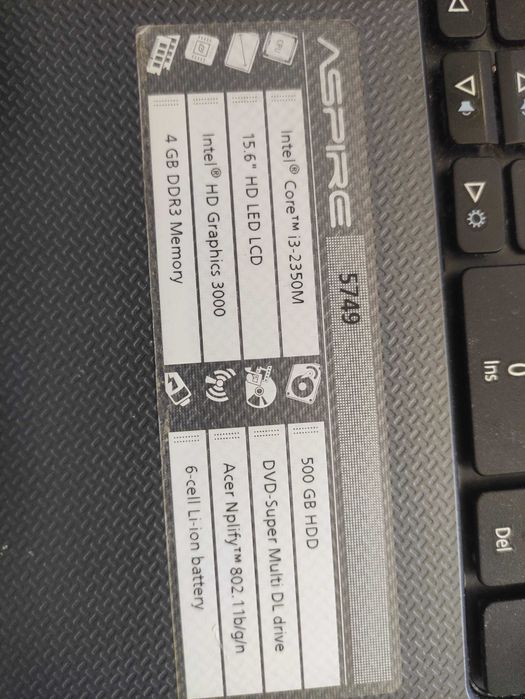 ASPIRE 5749
Intel® Core™ i3-2350M
15.6" HD LED LCD
Intel® HD Graphics 3000
4 GB DDR3 Memory
500 GB HDD
DVD-Super Multi DL drive
Acer Nplify™ 802.11b/g/n
6-cell Li-ion battery
CPU
0
Ins
Del